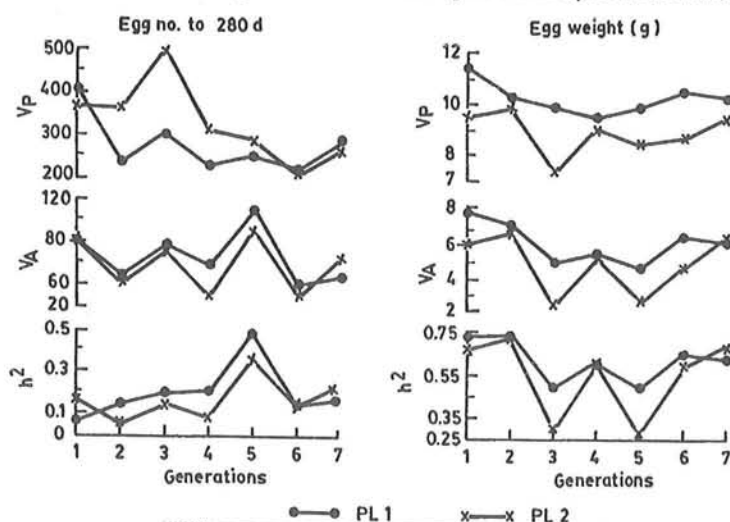 Egg no. to 280 d
500
400
300
200
VP
120
80
60
20
VA
0.5
0.3
0.1
0
h2
1 2 3 4 5 6 7
Generations
Egg weight (g)
12
11
10
9
8
7
VP
8
6
4
2
VA
0.75
0.55
0.35
0.25
h2
1 2 3 4 5 6 7
Generations
PL 1 PL 2